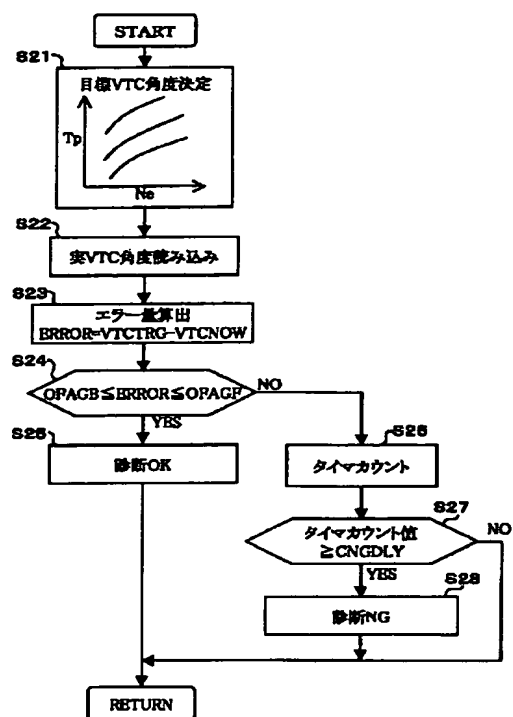 START
S21
目標VTC角度決定
Tp
Ne
S22
実VTC角度読み込み
S23
エラー量算出
ERROR=VTCTRG-VTCNOW
S24
OFAGB≦ERROR≦OFAGF
NO
YES
S25
診断OK
S26
タイマカウント
S27
タイマカウント値
≧CNGDLY
NO
YES
S28
診断NG
RETURN